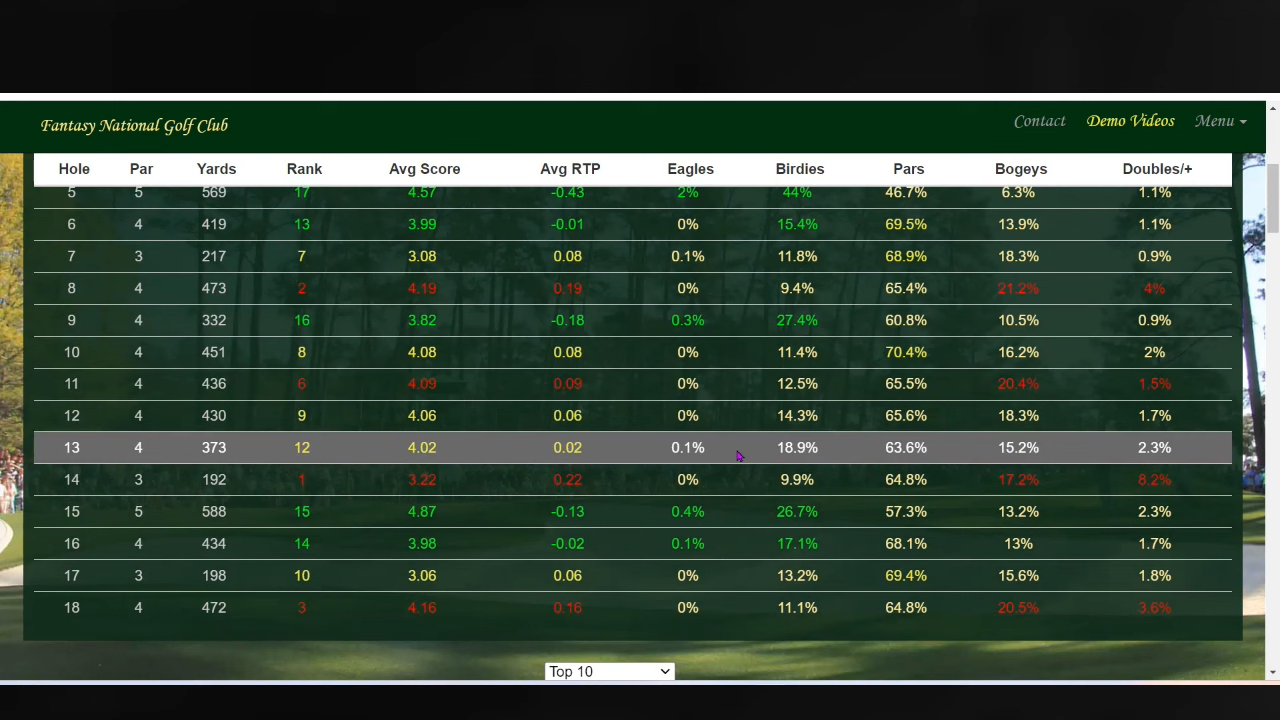 Fantasy National Golf Club Contact Demo Videos Menu
Hole Par Yards Rank Avg Score Avg RTP Eagles Birdies Pars Bogeys Doubles/+
5 5 569 17 4.57 -0.43 2% 44% 46.7% 6.3% 1.1%
6 4 419 13 3.99 -0.01 0% 15.4% 69.5% 13.9% 1.1%
7 3 217 7 3.08 0.08 0.1% 11.8% 68.9% 18.3% 0.9%
8 4 473 2 4.19 0.19 0% 9.4% 65.4% 21.2% 4%
9 4 332 16 3.82 -0.18 0.3% 27.4% 60.8% 10.5% 0.9%
10 4 451 8 4.08 0.08 0% 11.4% 70.4% 16.2% 2%
11 4 436 6 4.09 0.09 0% 12.5% 65.5% 20.4% 1.5%
12 4 430 9 4.06 0.06 0% 14.3% 65.6% 18.3% 1.7%
13 4 373 12 4.02 0.02 0.1% 18.9% 63.6% 15.2% 2.3%
14 3 192 1 3.22 0.22 0% 9.9% 64.8% 17.2% 8.2%
15 5 588 15 4.87 -0.13 0.4% 26.7% 57.3% 13.2% 2.3%
16 4 434 14 3.98 -0.02 0.1% 17.1% 68.1% 13% 1.7%
17 3 198 10 3.06 0.06 0% 13.2% 69.4% 15.6% 1.8%
18 4 472 3 4.16 0.16 0% 11.1% 64.8% 20.5% 3.6%
Top 10